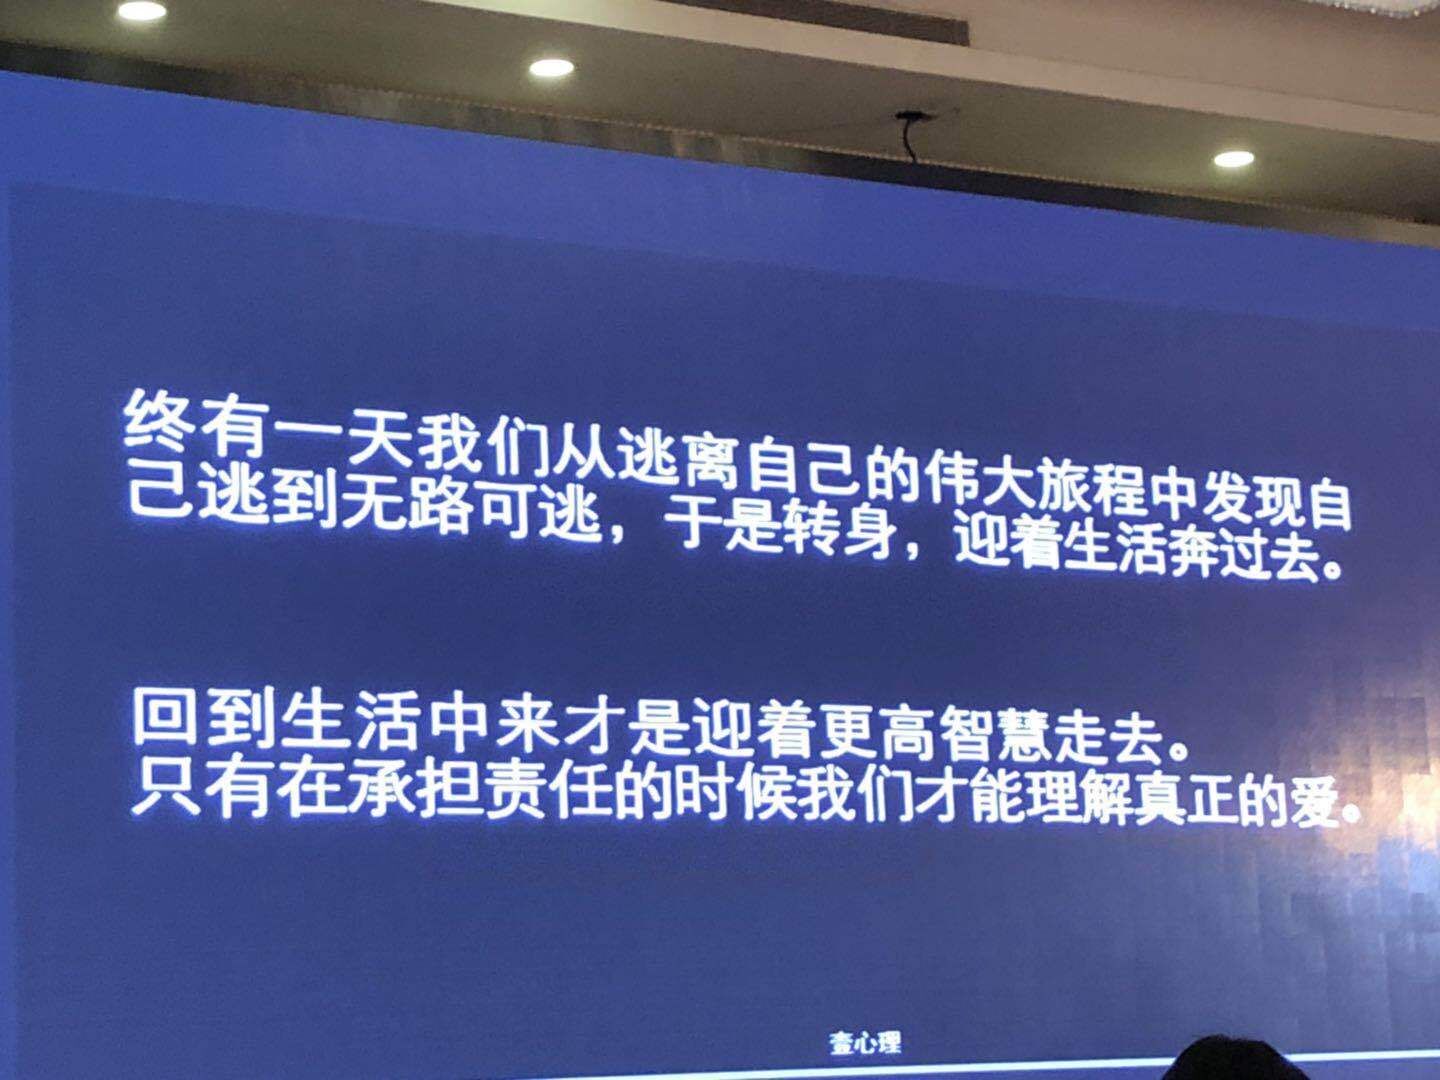 终有一天我们从逃离自己的伟大旅程中发现自
己逃到无路可逃，于是转身，迎着生活奔过去。
回到生活中来才是迎着更高智慧走去。
只有在承担责任的时候我们才能理解真正的爱。
壹心理